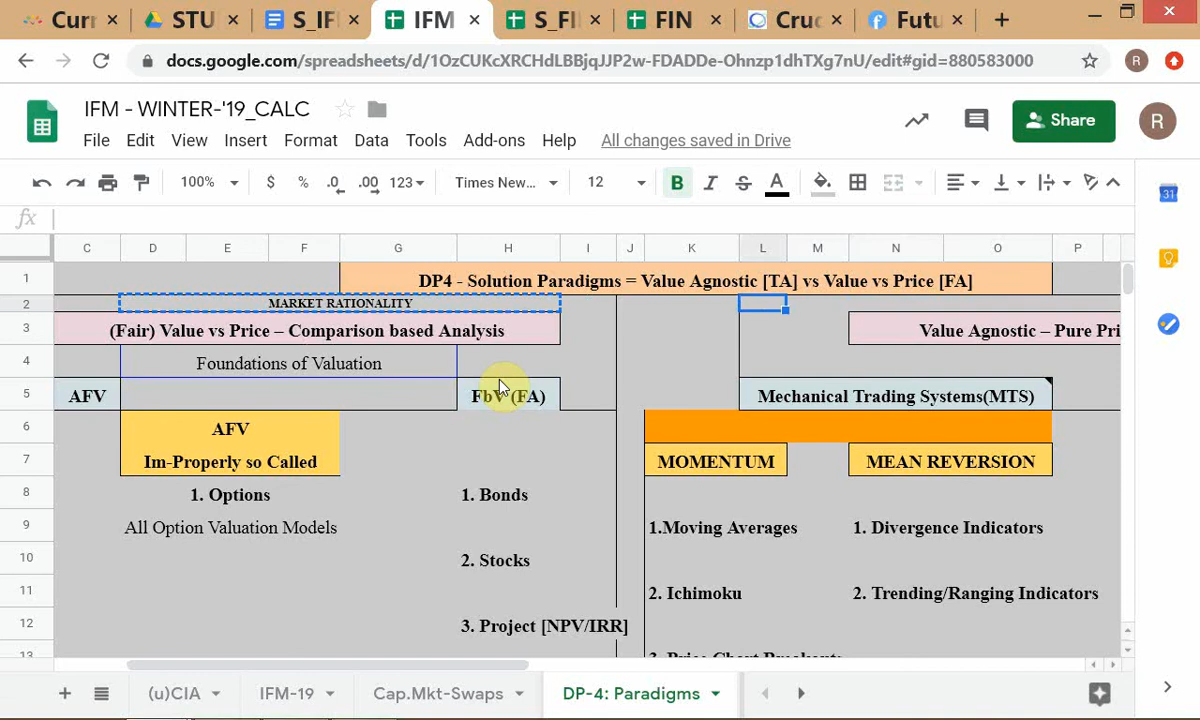 Curr × STU × S_IF × IFM × S_FI × FIN × Cruc × Futu × +
docs.google.com/spreadsheets/d/1OzCUKcXRCHdLBBjqJJP2w-FDADDe-Ohnzp1dhTXg7nU/edit#gid=880583000 R
IFM - WINTER-'19_CALC
Share R
File Edit View Insert Format Data Tools Add-ons Help All changes saved in Drive
100% $ % .0 .00 123 Times New... 12 B I S A 31
fx
C D E F G H I J K L M N O P
1 DP4 - Solution Paradigms = Value Agnostic [TA] vs Value vs Price [FA]
2 MARKET RATIONALITY
3 (Fair) Value vs Price – Comparison based Analysis Value Agnostic – Pure Pri
4 Foundations of Valuation
5 AFV FbV (FA) Mechanical Trading Systems(MTS)
6 AFV
7 Im-Properly so Called MOMENTUM MEAN REVERSION
8 1. Options 1. Bonds
9 All Option Valuation Models 1.Moving Averages 1. Divergence Indicators
10 2. Stocks
11 2. Ichimoku 2. Trending/Ranging Indicators
12 3. Project [NPV/IRR]
13 3. Price Chart Breakouts
+ (u)CIA IFM-19 Cap.Mkt-Swaps DP-4: Paradigms